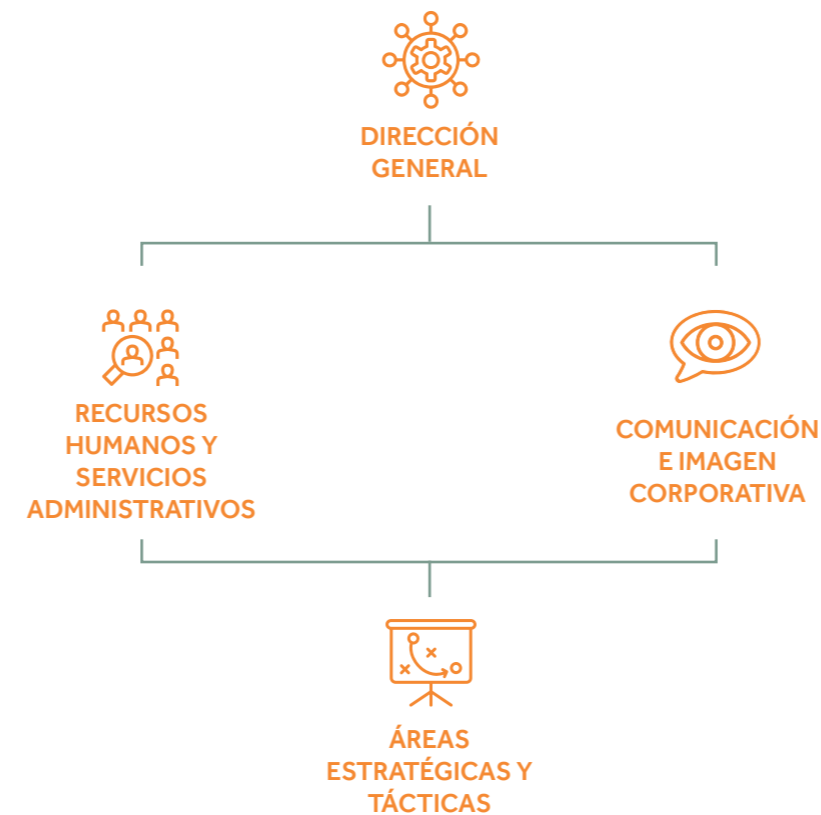 DIRECCIÓN
GENERAL
RECURSOS
HUMANOS Y
SERVICIOS
ADMINISTRATIVOS
COMUNICACIÓN
E IMAGEN
CORPORATIVA
ÁREAS
ESTRATÉGICAS Y
TÁCTICAS